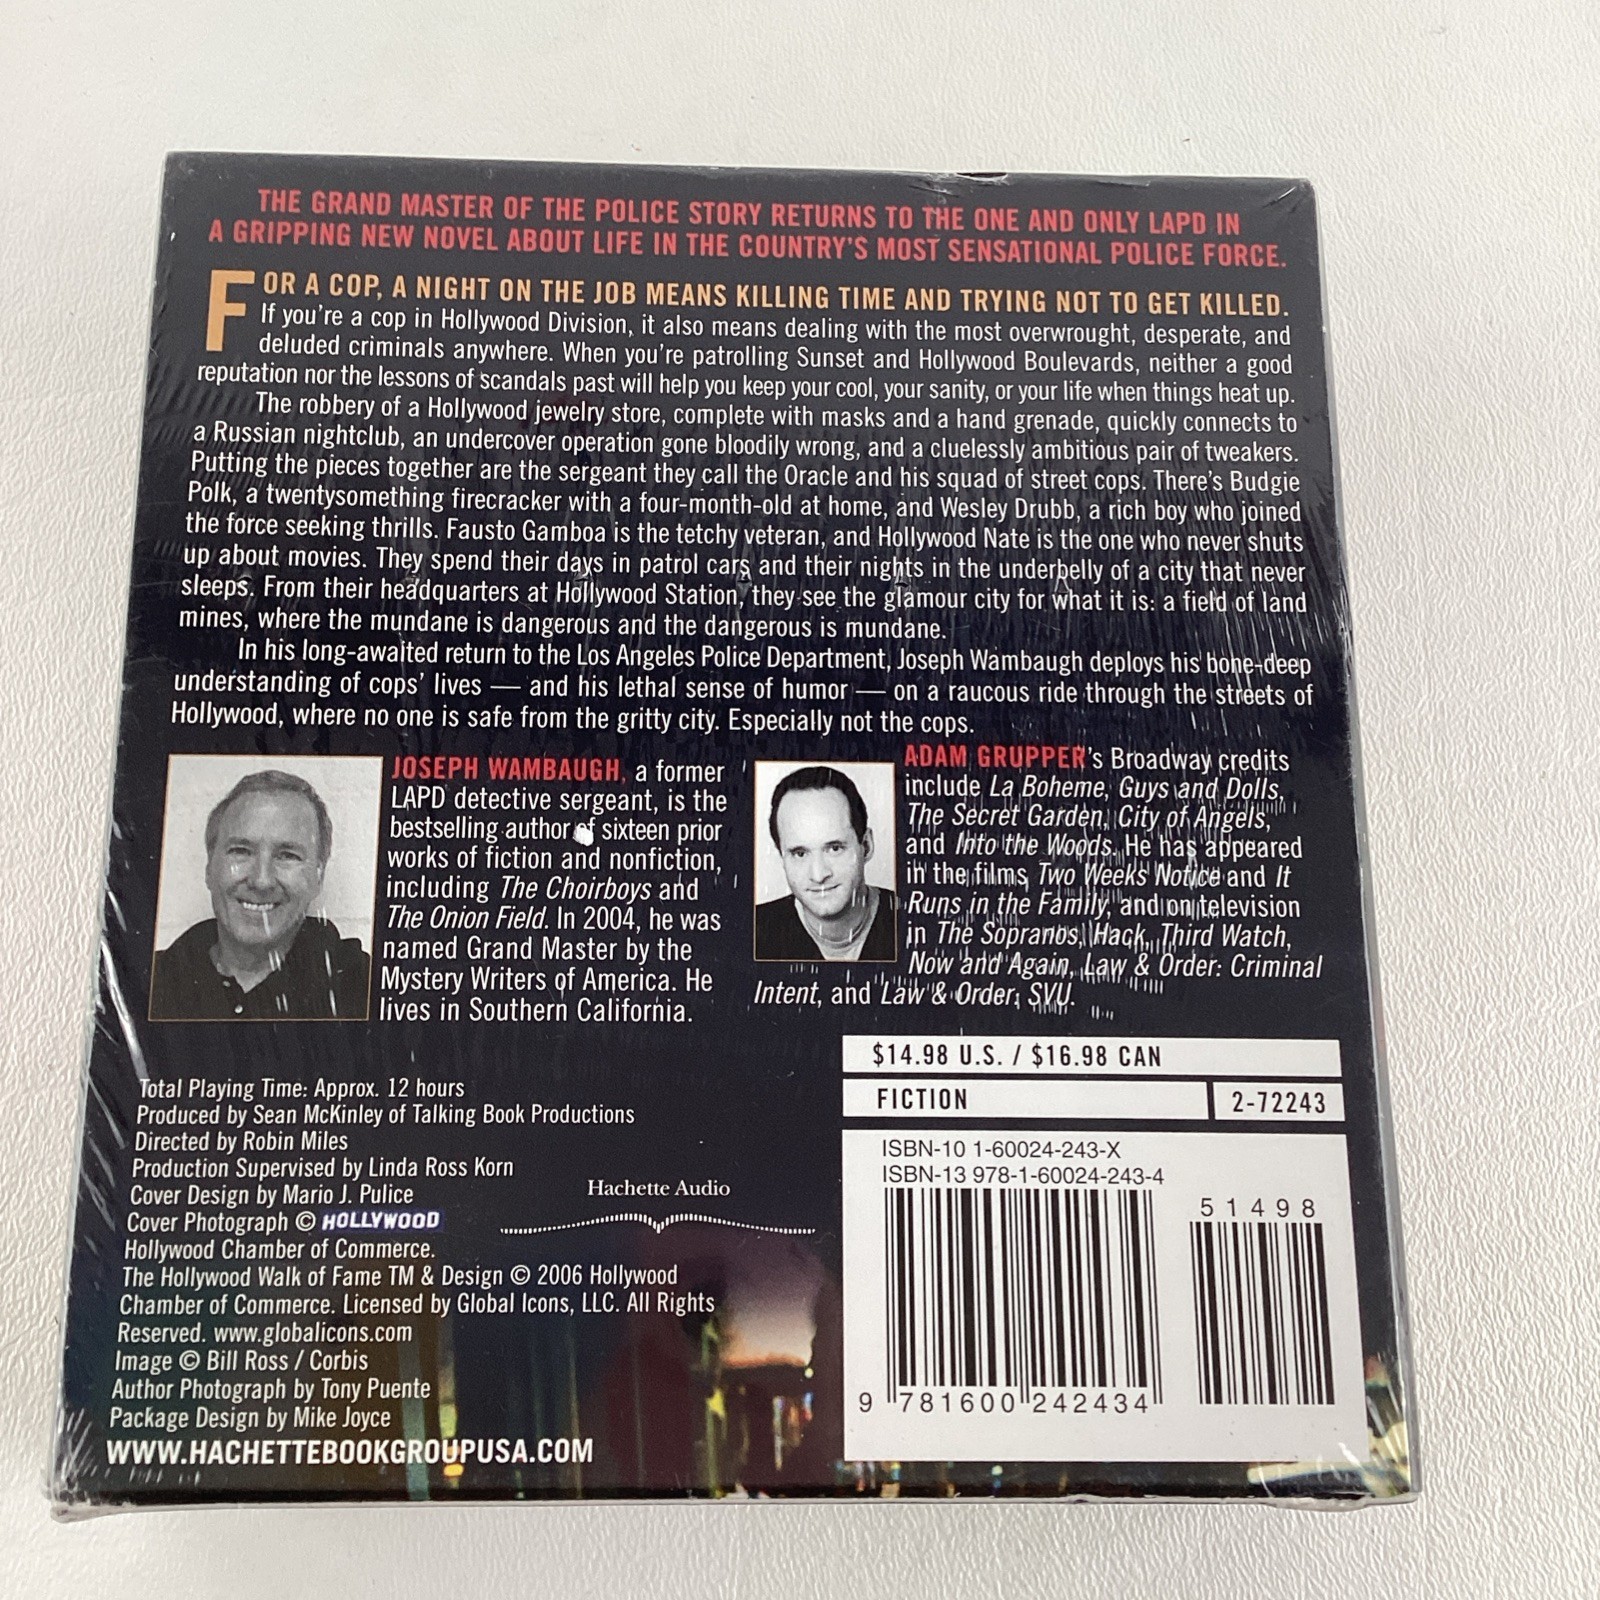 THE GRAND MASTER OF THE POLICE STORY RETURNS TO THE ONE AND ONLY LAPD IN
A GRIPPING NEW NOVEL ABOUT LIFE IN THE COUNTRY'S MOST SENSATIONAL POLICE FORCE.
FOR A COP, A NIGHT ON THE JOB MEANS KILLING TIME AND TRYING NOT TO GET KILLED.
If you're a cop in Hollywood Division, it also means dealing with the most overwrought, desperate, and
deluded criminals anywhere. When you're patrolling Sunset and Hollywood Boulevards, neither a good
reputation nor the lessons of scandals past will help you keep your cool, your sanity, or your life when things heat up.
The robbery of a Hollywood jewelry store, complete with masks and a hand grenade, quickly connects to
a Russian nightclub, an undercover operation gone bloodily wrong, and a cluelessly ambitious pair of tweakers.
Putting the pieces together are the sergeant they call the Oracle and his squad of street cops. There's Budgie
Polk, a twentysomething firecracker with a four-month-old at home, and Wesley Drubb, a rich boy who joined
the force seeking thrills. Fausto Gamboa is the tetchy veteran, and Hollywood Nate is the one who never shuts
up about movies. They spend their days in patrol cars and their nights in the underbelly of a city that never
sleeps. From their headquarters at Hollywood Station, they see the glamour city for what it is: a field of land
mines, where the mundane is dangerous and the dangerous is mundane.
In his long-awaited return to the Los Angeles Police Department, Joseph Wambaugh deploys his bone-deep
understanding of cops' lives — and his lethal sense of humor — on a raucous ride through the streets of
Hollywood, where no one is safe from the gritty city. Especially not the cops.
JOSEPH WAMBAUGH, a former
LAPD detective sergeant, is the
bestselling author of sixteen prior
works of fiction and nonfiction,
including The Choirboys and
The Onion Field. In 2004, he was
named Grand Master by the
Mystery Writers of America. He
lives in Southern California.
ADAM GRUPPER's Broadway credits
include La Boheme, Guys and Dolls,
The Secret Garden, City of Angels,
and Into the Woods. He has appeared
in the films Two Weeks Notice and It
Runs in the Family, and on television
in The Sopranos, Hack, Third Watch,
Now and Again, Law & Order: Criminal
Intent, and Law & Order: SVU.
Total Playing Time: Approx. 12 hours
Produced by Sean McKinley of Talking Book Productions
Directed by Robin Miles
Production Supervised by Linda Ross Korn
Cover Design by Mario J. Pulice
Cover Photograph © HOLLYWOOD
Hollywood Chamber of Commerce.
The Hollywood Walk of Fame TM & Design © 2006 Hollywood
Chamber of Commerce. Licensed by Global Icons, LLC. All Rights
Reserved. www.globalicons.com
Image © Bill Ross / Corbis
Author Photograph by Tony Puente
Package Design by Mike Joyce
WWW.HACHETTEBOOKGROUPUSA.COM
Hachette Audio
$14.98 U.S. / $16.98 CAN
FICTION
2-72243
ISBN-10 1-60024-243-X
ISBN-13 978-1-60024-243-4
51498
9 781600 242434